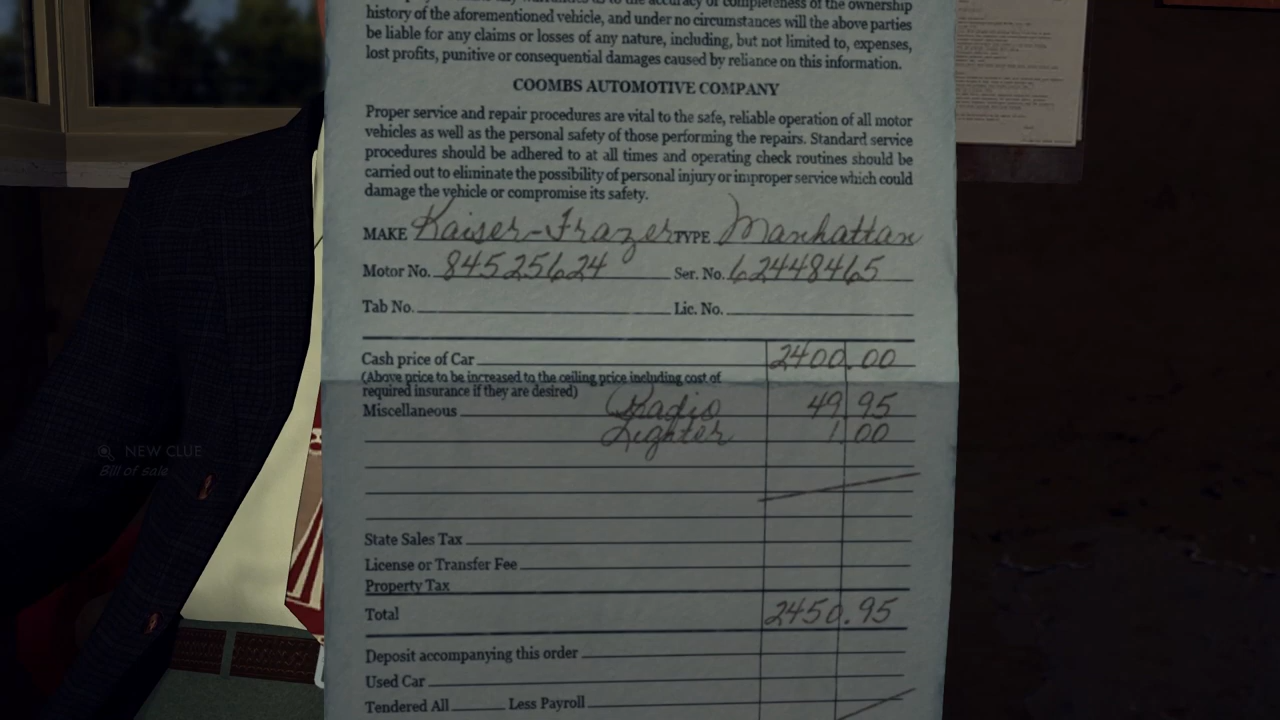 accuracy or completeness of the ownership
history of the aforementioned vehicle, and under no circumstances will the above parties
be liable for any claims or losses of any nature, including, but not limited to, expenses,
lost profits, punitive or consequential damages caused by reliance on this information.
COOMBS AUTOMOTIVE COMPANY
Proper service and repair procedures are vital to the safe, reliable operation of all motor
vehicles as well as the personal safety of those performing the repairs. Standard service
procedures should be adhered to at all times and operating check routines should be
carried out to eliminate the possibility of personal injury or improper service which could
damage the vehicle or compromise its safety.
MAKE Kaiser-Frazer TYPE Manhattan
Motor No. 84525624 Ser. No. 62448465
Tab No. Lic. No.
Cash price of Car 2400.00
(Above price to be increased to the ceiling price including cost of
required insurance if they are desired)
Miscellaneous Radio 49.95
Lighter 1.00
NEW CLUE
Bill of sale
State Sales Tax
License or Transfer Fee
Property Tax
Total 2450.95
Deposit accompanying this order
Used Car
Tendered All Less Payroll